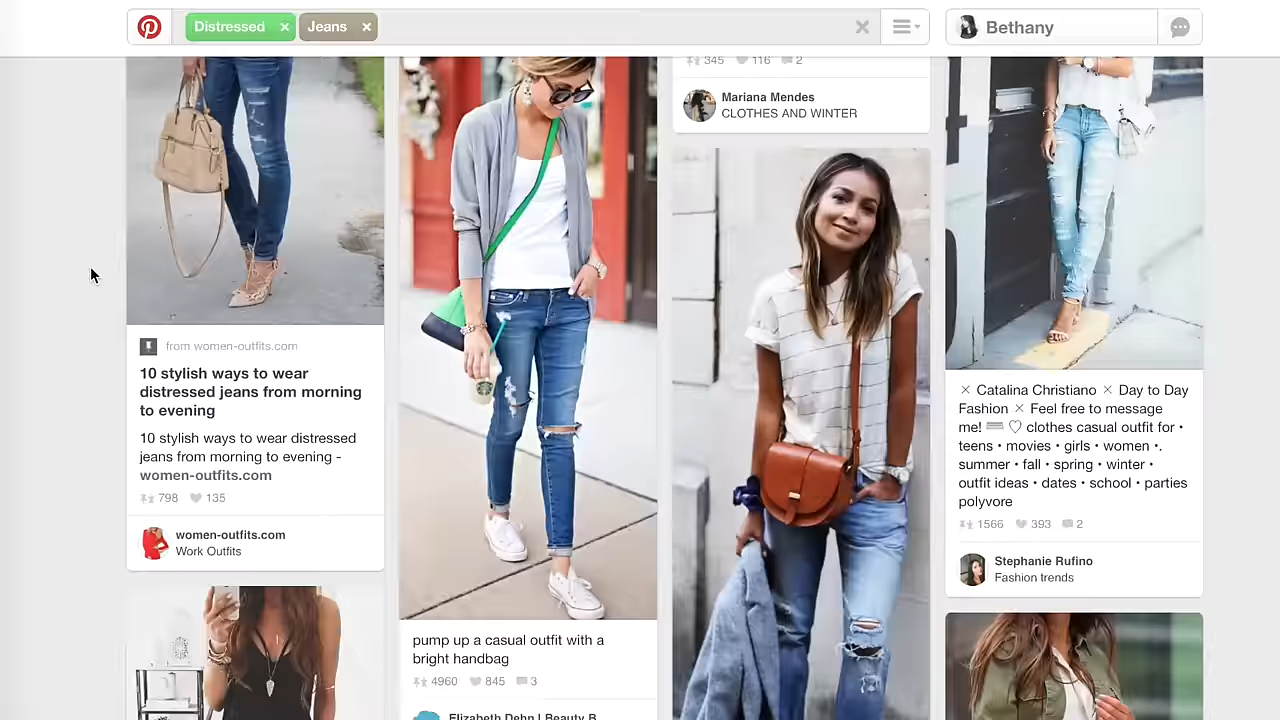 Distressed ×
Jeans ×
Bethany
from women-outfits.com
10 stylish ways to wear
distressed jeans from morning
to evening
10 stylish ways to wear distressed
jeans from morning to evening -
women-outfits.com
798 135
women-outfits.com
Work Outfits
pump up a casual outfit with a
bright handbag
4960 845 3
Elizabeth Dehn | Beauty B
345 116 2
Mariana Mendes
CLOTHES AND WINTER
× Catalina Christiano × Day to Day
Fashion × Feel free to message
me! ♡ clothes casual outfit for •
teens • movies • girls • women •.
summer • fall • spring • winter •
outfit ideas • dates • school • parties
polyvore
1566 393 2
Stephanie Rufino
Fashion trends